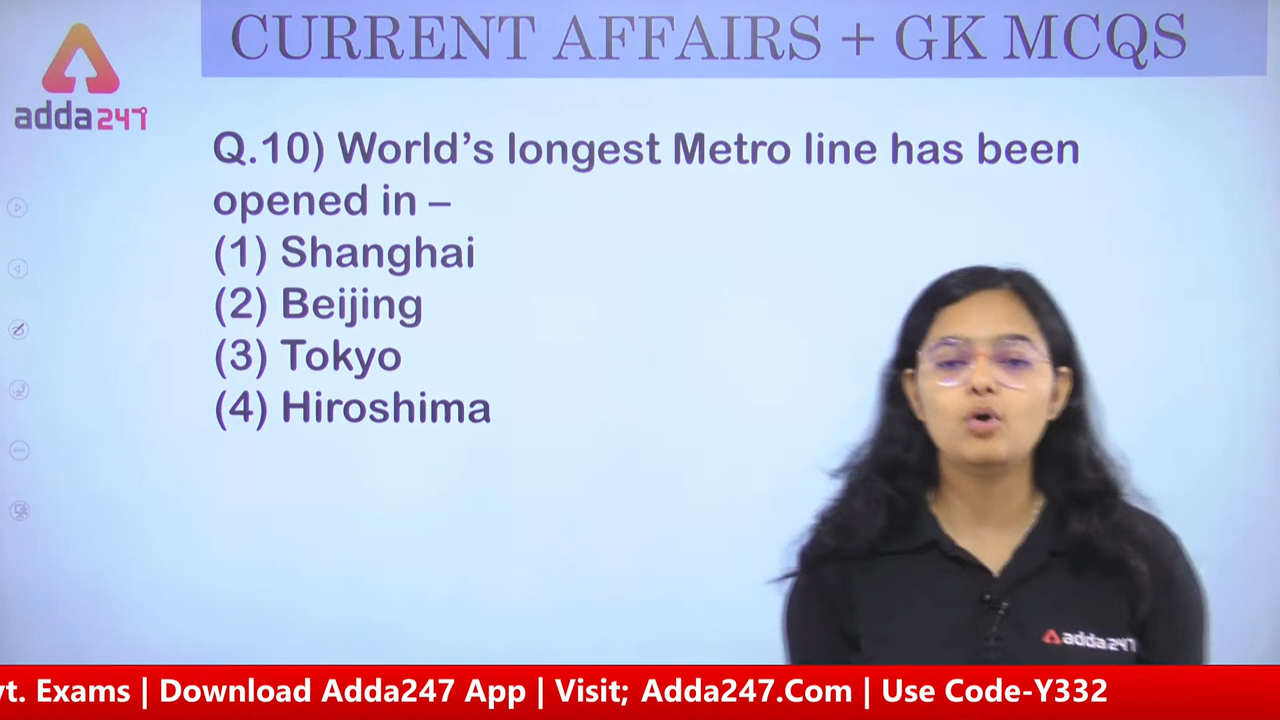 CURRENT AFFAIRS + GK MCQS
adda247
Q.10) World's longest Metro line has been
opened in –
(1) Shanghai
(2) Beijing
(3) Tokyo
(4) Hiroshima
adda247
vt. Exams | Download Adda247 App | Visit; Adda247.Com | Use Code-Y332